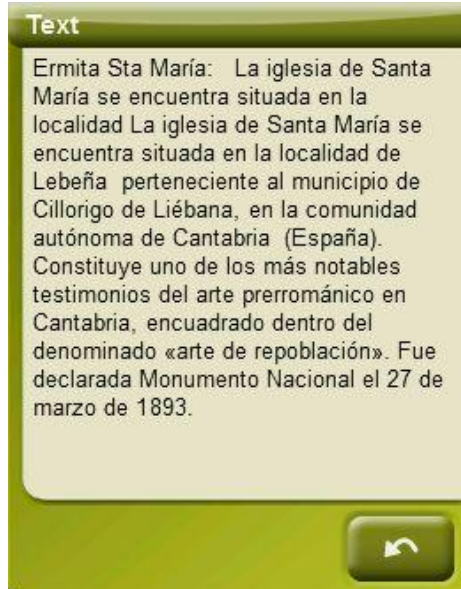 Text
Ermita Sta María:   La iglesia de Santa
María se encuentra situada en la
localidad La iglesia de Santa María se
encuentra situada en la localidad de
Lebeña  perteneciente al municipio de
Cillorigo de Liébana, en la comunidad
autónoma de Cantabria  (España).
Constituye uno de los más notables
testimonios del arte prerrománico en
Cantabria, encuadrado dentro del
denominado «arte de repoblación». Fue
declarada Monumento Nacional el 27 de
marzo de 1893.